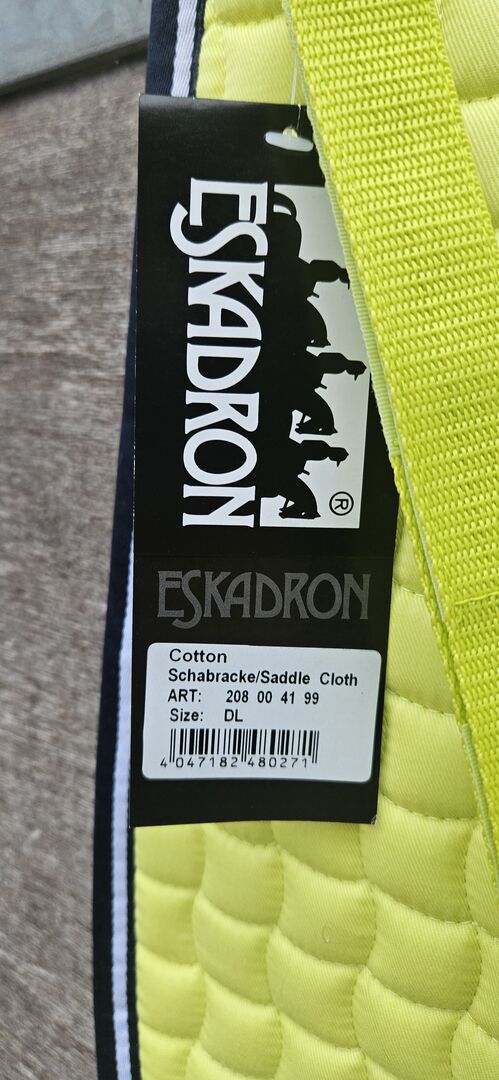 ESKADRON
®
ESKADRON
Cotton
Schabracke/Saddle Cloth
ART: 208 00 41 99
Size: DL
4 047182 480271